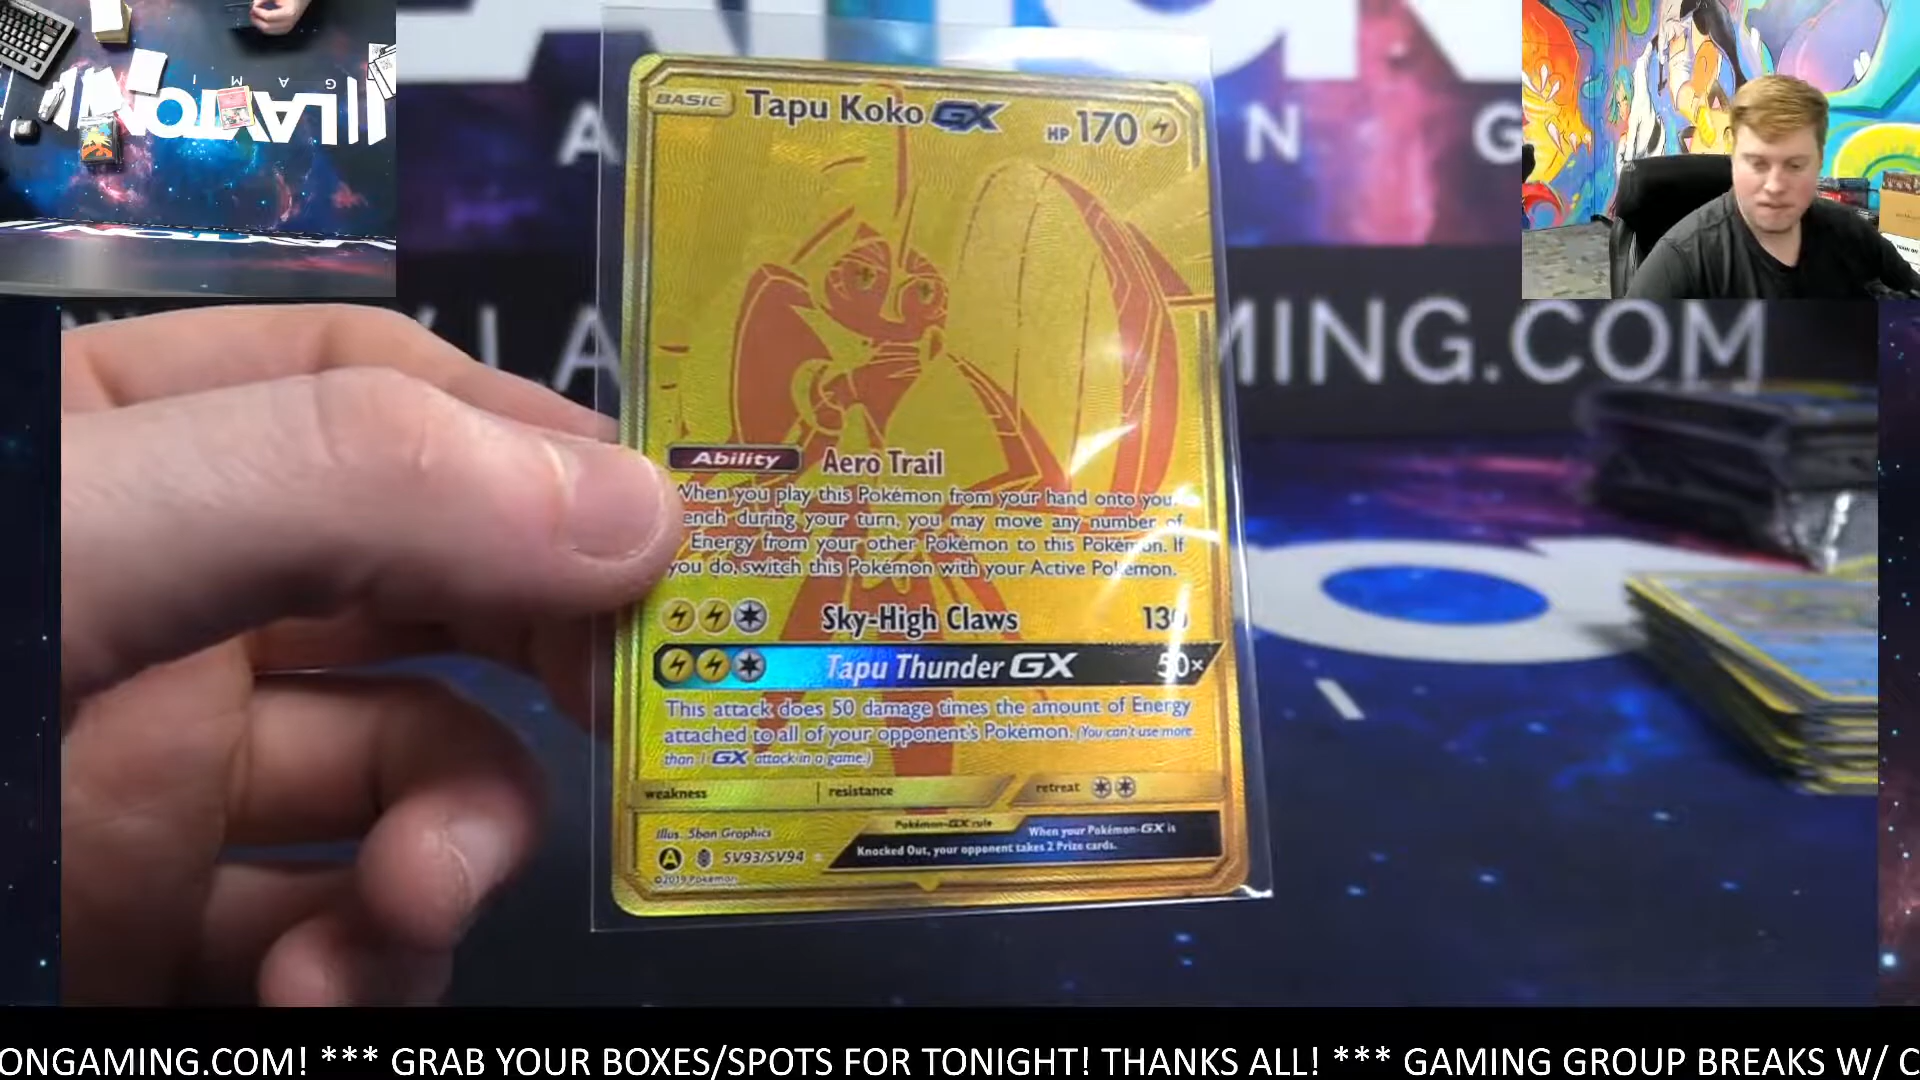 BASIC Tapu Koko GX HP 170
Ability Aero Trail
When you play this Pokémon from your hand onto you
ench during your turn, you may move any number of
Energy from your other Pokémon to this Pokémon. If
you do, switch this Pokémon with your Active Pokémon.
Sky-High Claws 130
Tapu Thunder GX 50×
This attack does 50 damage times the amount of Energy
attached to all of your opponent's Pokémon. (You can't use more
than 1 GX attack in a game.)
weakness resistance retreat
Illus. 5ban Graphics
Pokémon-GX rule
When your Pokémon-GX is
Knocked Out, your opponent takes 2 Prize cards.
A SV93/SV94
©2019 Pokémon
LAYTON
GAMI
MING.COM
ONGAMING.COM! *** GRAB YOUR BOXES/SPOTS FOR TONIGHT! THANKS ALL! *** GAMING GROUP BREAKS W/ C